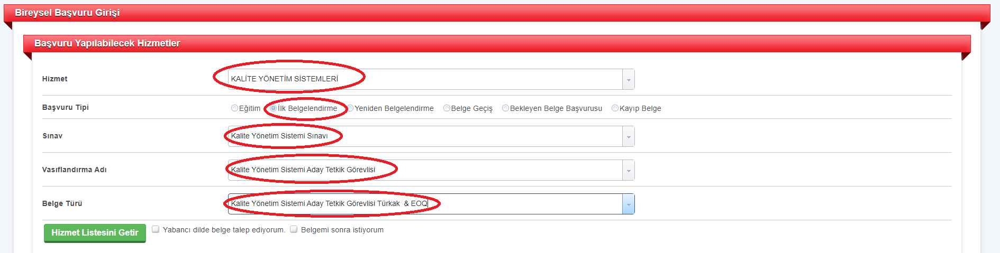 Bireysel Başvuru Girişi
Başvuru Yapılabilecek Hizmetler
Hizmet KALİTE YÖNETİM SİSTEMLERİ
Başvuru Tipi Eğitim İlk Belgelendirme Yeniden Belgelendirme Belge Geçiş Bekleyen Belge Başvurusu Kayıp Belge
Sınav Kalite Yönetim Sistemi Sınavı
Vasıflandırma Adı Kalite Yönetim Sistemi Aday Tetkik Görevlisi
Belge Türü Kalite Yönetim Sistemi Aday Tetkik Görevlisi Türkak & EOQ
Hizmet Listesini Getir Yabancı dilde belge talep ediyorum. Belgemi sonra istiyorum